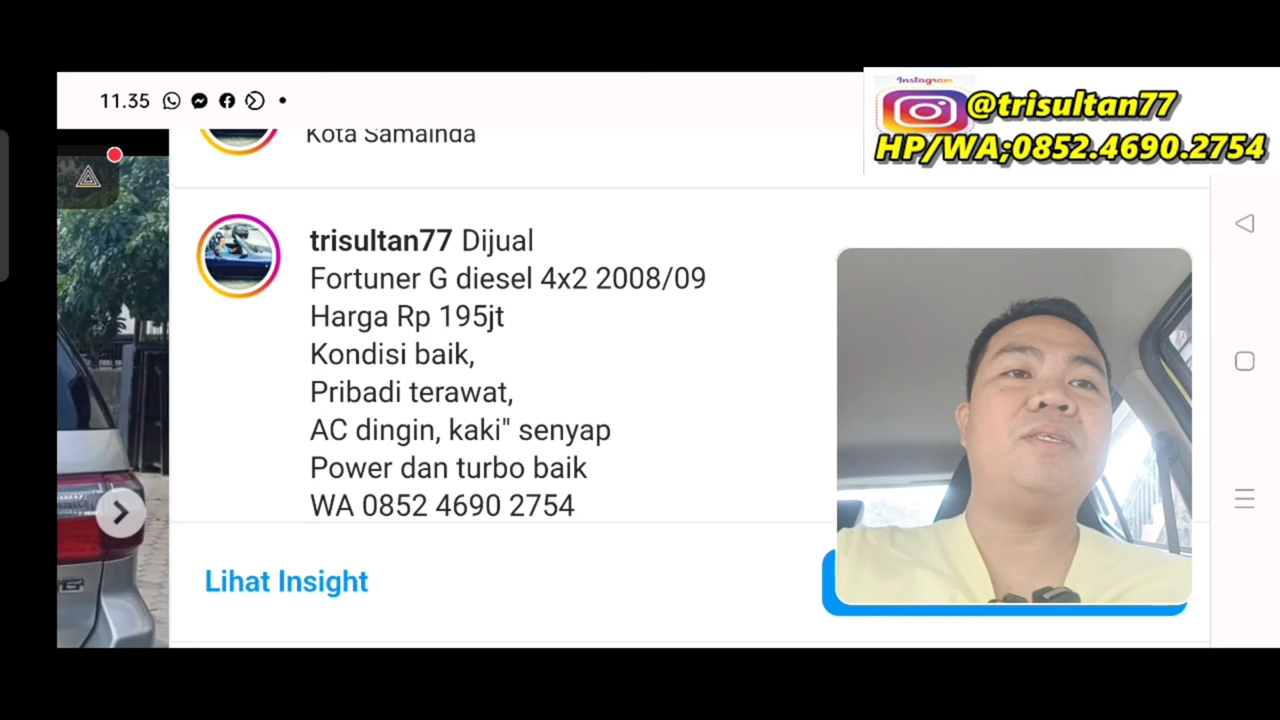 11.35
Instagram
@trisultan77
HP/WA;0852.4690.2754
Kota Samainda
trisultan77 Dijual
Fortuner G diesel 4x2 2008/09
Harga Rp 195jt
Kondisi baik,
Pribadi terawat,
AC dingin, kaki" senyap
Power dan turbo baik
WA 0852 4690 2754
Lihat Insight
G